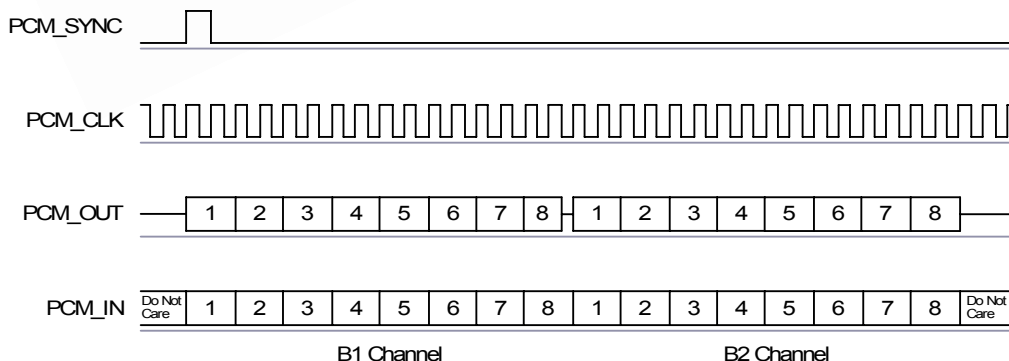 PCM_SYNC
PCM_CLK
PCM_OUT 1 2 3 4 5 6 7 8 1 2 3 4 5 6 7 8
PCM_IN Do Not Care 1 2 3 4 5 6 7 8 1 2 3 4 5 6 7 8 Do Not Care
B1 Channel B2 Channel